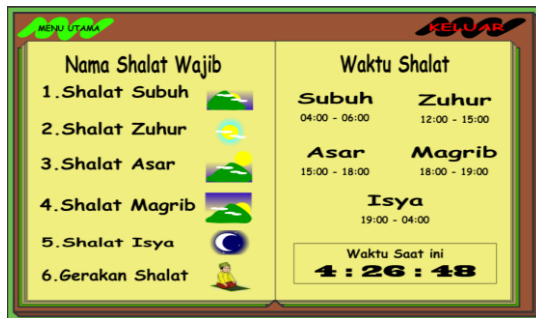 MENU UTAMA
KELUAR
Nama Shalat Wajib
1.Shalat Subuh
2.Shalat Zuhur
3.Shalat Asar
4.Shalat Magrib
5.Shalat Isya
6.Gerakan Shalat
Waktu Shalat
Subuh Zuhur
04:00 - 06:00 12:00 - 15:00
Asar Magrib
15:00 - 18:00 18:00 - 19:00
Isya
19:00 - 04:00
Waktu Saat ini
4:26:48